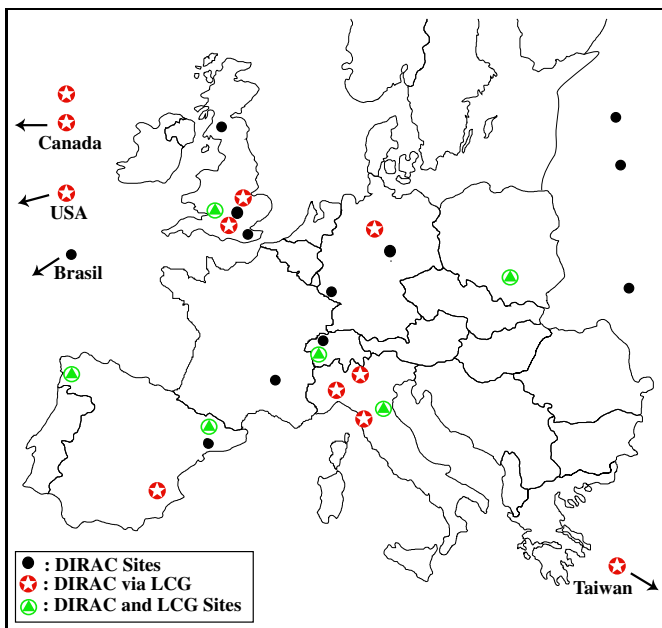 Canada
USA
Brasil
Taiwan
: DIRAC Sites
: DIRAC via LCG
: DIRAC and LCG Sites